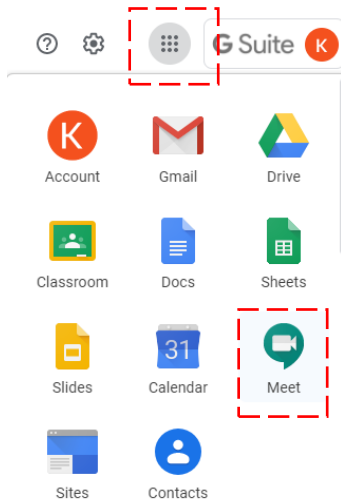 ? G Suite K
K
Account Gmail Drive
Classroom Docs Sheets
31
Slides Calendar Meet
Sites Contacts